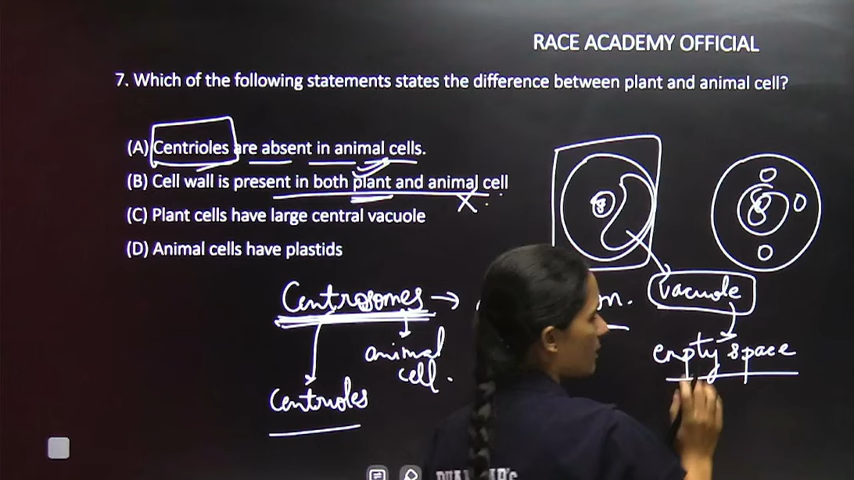 RACE ACADEMY OFFICIAL
7. Which of the following statements states the difference between plant and animal cell?
(A) Centrioles are absent in animal cells.
(B) Cell wall is present in both plant and animal cell
(C) Plant cells have large central vacuole
(D) Animal cells have plastids
Centrosomes →
vacuole
animal
cell.
empty space
Centrioles